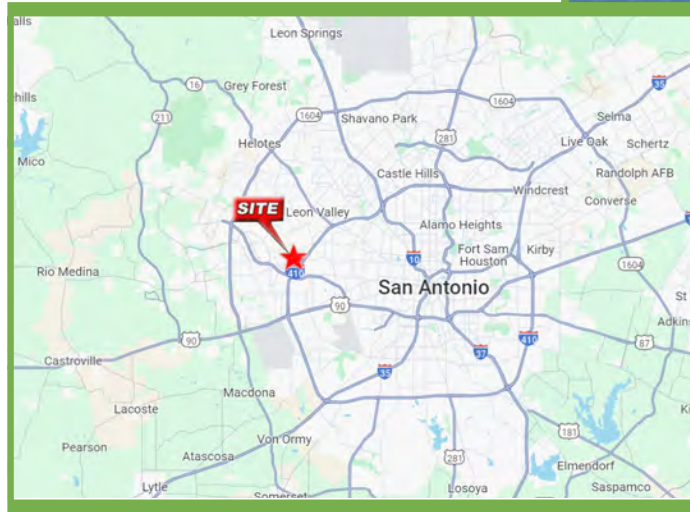 alls
Leon Springs
16
Grey Forest
35
hills
1604
211
1604
Shavano Park
Selma
281
Helotes
Live Oak
Schertz
Mico
Castle Hills
Randolph AFB
Windcrest
Converse
SITE
Leon Valley
Alamo Heights
Fort Sam
Houston
Kirby
10
1604
Rio Medina
410
San Antonio
St
90
Adkin
410
90
87
37
Castroville
35
Macdona
Lacoste
Von Ormy
181
Pearson
Atascosa
281
Elmendorf
Lytle
Somerset
Losoya
Saspamco